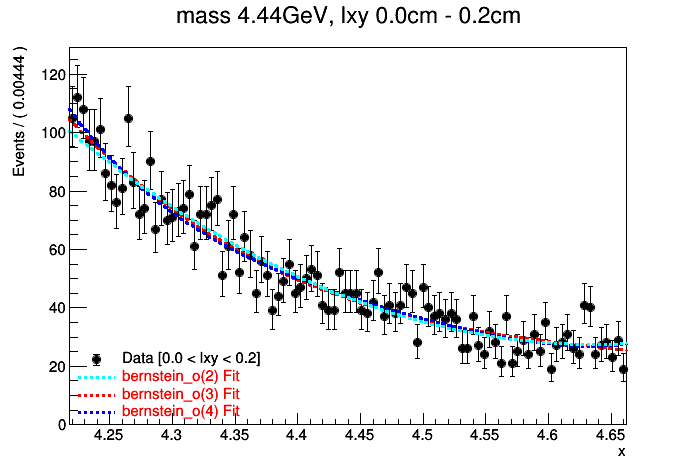 mass 4.44GeV, lxy 0.0cm - 0.2cm
Events / ( 0.00444 )
120
100
80
60
40
20
0
Data [0.0 < lxy < 0.2]
bernstein_o(2) Fit
bernstein_o(3) Fit
bernstein_o(4) Fit
4.25 4.3 4.35 4.4 4.45 4.5 4.55 4.6 4.65
x